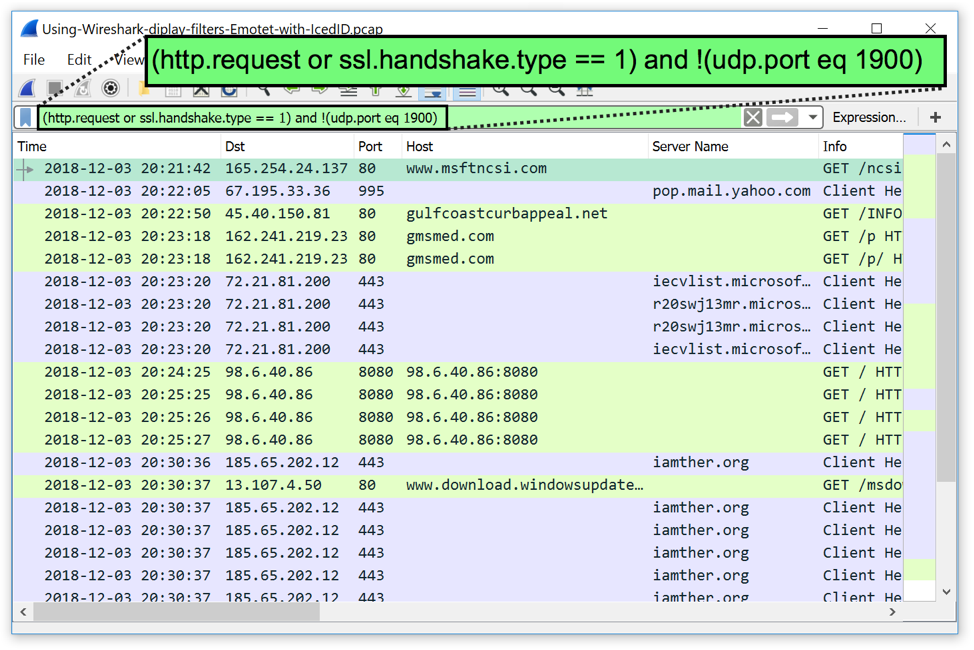 Using-Wireshark-diplay-filters-Emotet-with-IcedID.pcap
(http.request or ssl.handshake.type == 1) and !(udp.port eq 1900)
File Edit View
(http.request or ssl.handshake.type == 1) and !(udp.port eq 1900) Expression... +
Time Dst Port Host Server Name Info
2018-12-03 20:21:42 165.254.24.137 80 www.msftncsi.com GET /ncsi
2018-12-03 20:22:05 67.195.33.36 995 pop.mail.yahoo.com Client He
2018-12-03 20:22:50 45.40.150.81 80 gulfcoastcurbappeal.net GET /INFO
2018-12-03 20:23:18 162.241.219.23 80 gmsmed.com GET /p HT
2018-12-03 20:23:18 162.241.219.23 80 gmsmed.com GET /p/ H
2018-12-03 20:23:20 72.21.81.200 443 iecvlist.microsof… Client He
2018-12-03 20:23:20 72.21.81.200 443 r20swj13mr.micros… Client He
2018-12-03 20:23:20 72.21.81.200 443 r20swj13mr.micros… Client He
2018-12-03 20:23:20 72.21.81.200 443 iecvlist.microsof… Client He
2018-12-03 20:24:25 98.6.40.86 8080 98.6.40.86:8080 GET / HTT
2018-12-03 20:25:25 98.6.40.86 8080 98.6.40.86:8080 GET / HTT
2018-12-03 20:25:26 98.6.40.86 8080 98.6.40.86:8080 GET / HTT
2018-12-03 20:25:27 98.6.40.86 8080 98.6.40.86:8080 GET / HTT
2018-12-03 20:30:36 185.65.202.12 443 iamther.org Client He
2018-12-03 20:30:37 13.107.4.50 80 www.download.windowsupdate… GET /msdo
2018-12-03 20:30:37 185.65.202.12 443 iamther.org Client He
2018-12-03 20:30:37 185.65.202.12 443 iamther.org Client He
2018-12-03 20:30:37 185.65.202.12 443 iamther.org Client He
2018-12-03 20:30:37 185.65.202.12 443 iamther.org Client He
2018-12-03 20:30:37 185.65.202.12 443 iamther.org Client He